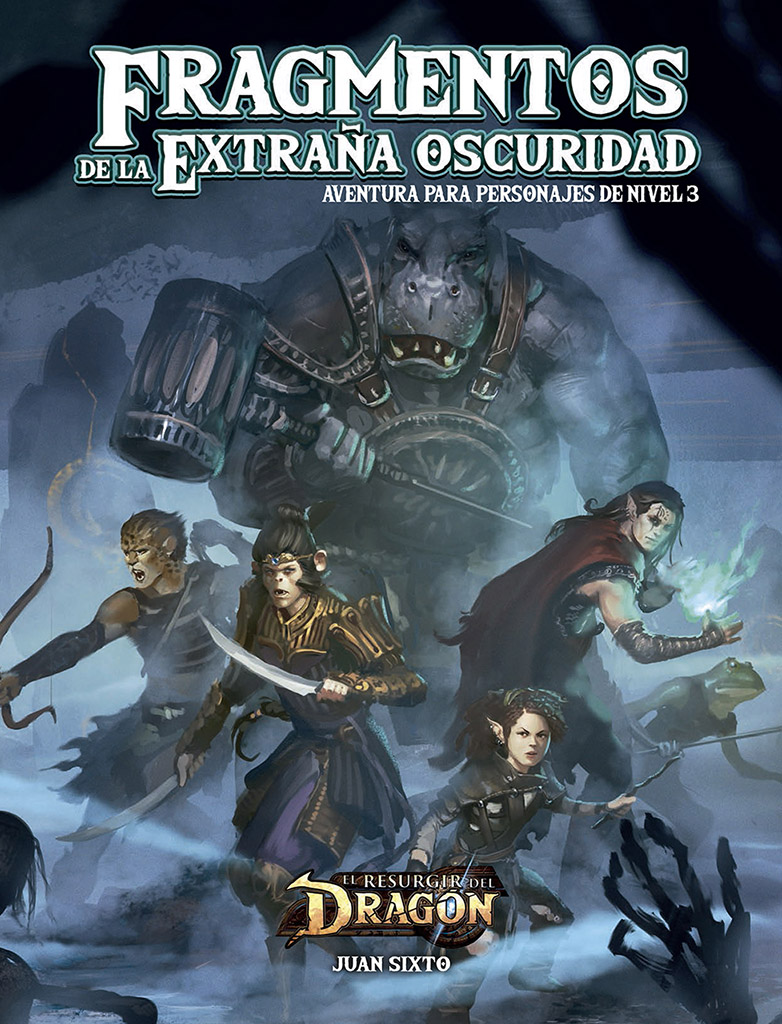 FRAGMENTOS
DE LA EXTRAÑA OSCURIDAD
AVENTURA PARA PERSONAJES DE NIVEL 3
EL RESURGIR DEL
DRAGÓN
JUAN SIXTO